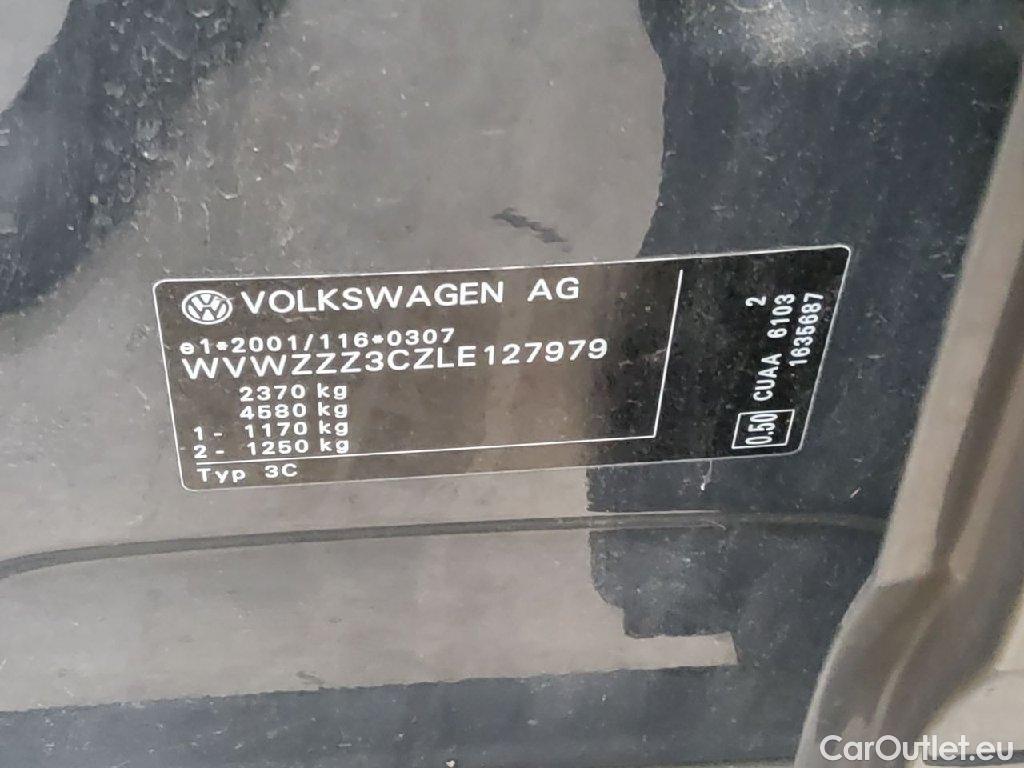 VOLKSWAGEN AG
e1*2001/116*0307
WVWZZZ3CZLE127979
2370 kg
4580 kg
1- 1170 kg
2- 1250 kg
Typ 3C
2
0.50 CUAA 6103
1635687
CarOutlet.eu